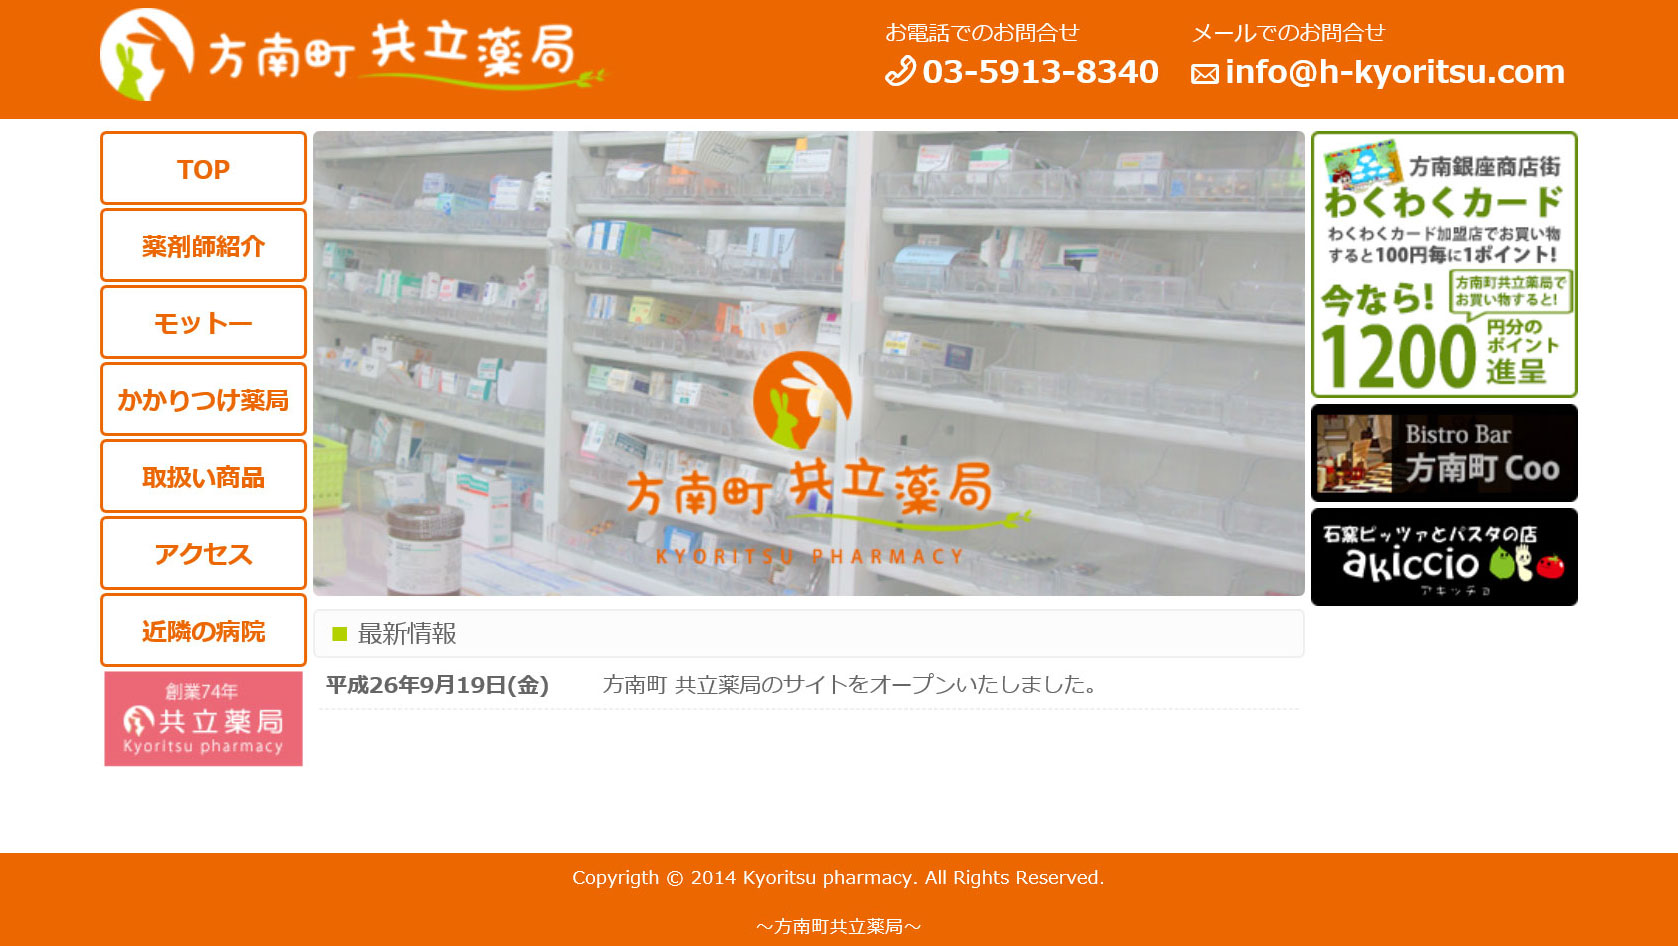 方南町 共立薬局
お電話でのお問合せ
03-5913-8340
メールでのお問合せ
info@h-kyoritsu.com
TOP
薬剤師紹介
モットー
かかりつけ薬局
取扱い商品
アクセス
近隣の病院
創業74年
共立薬局
Kyoritsu pharmacy
方南町 共立薬局
KYORITSU PHARMACY
■ 最新情報
平成26年9月19日(金) 方南町 共立薬局のサイトをオープンいたしました。
方南銀座商店街
わくわくカード
わくわくカード加盟店でお買い物
すると100円毎に1ポイント!
今なら!
方南町共立薬局で
お買い物すると!
1200
円分の
ポイント
進呈
Bistro Bar
方南町 Coo
石窯ピッツァとパスタの店
akiccio
アキッチョ
Copyrigth © 2014 Kyoritsu pharmacy. All Rights Reserved.
～方南町共立薬局～